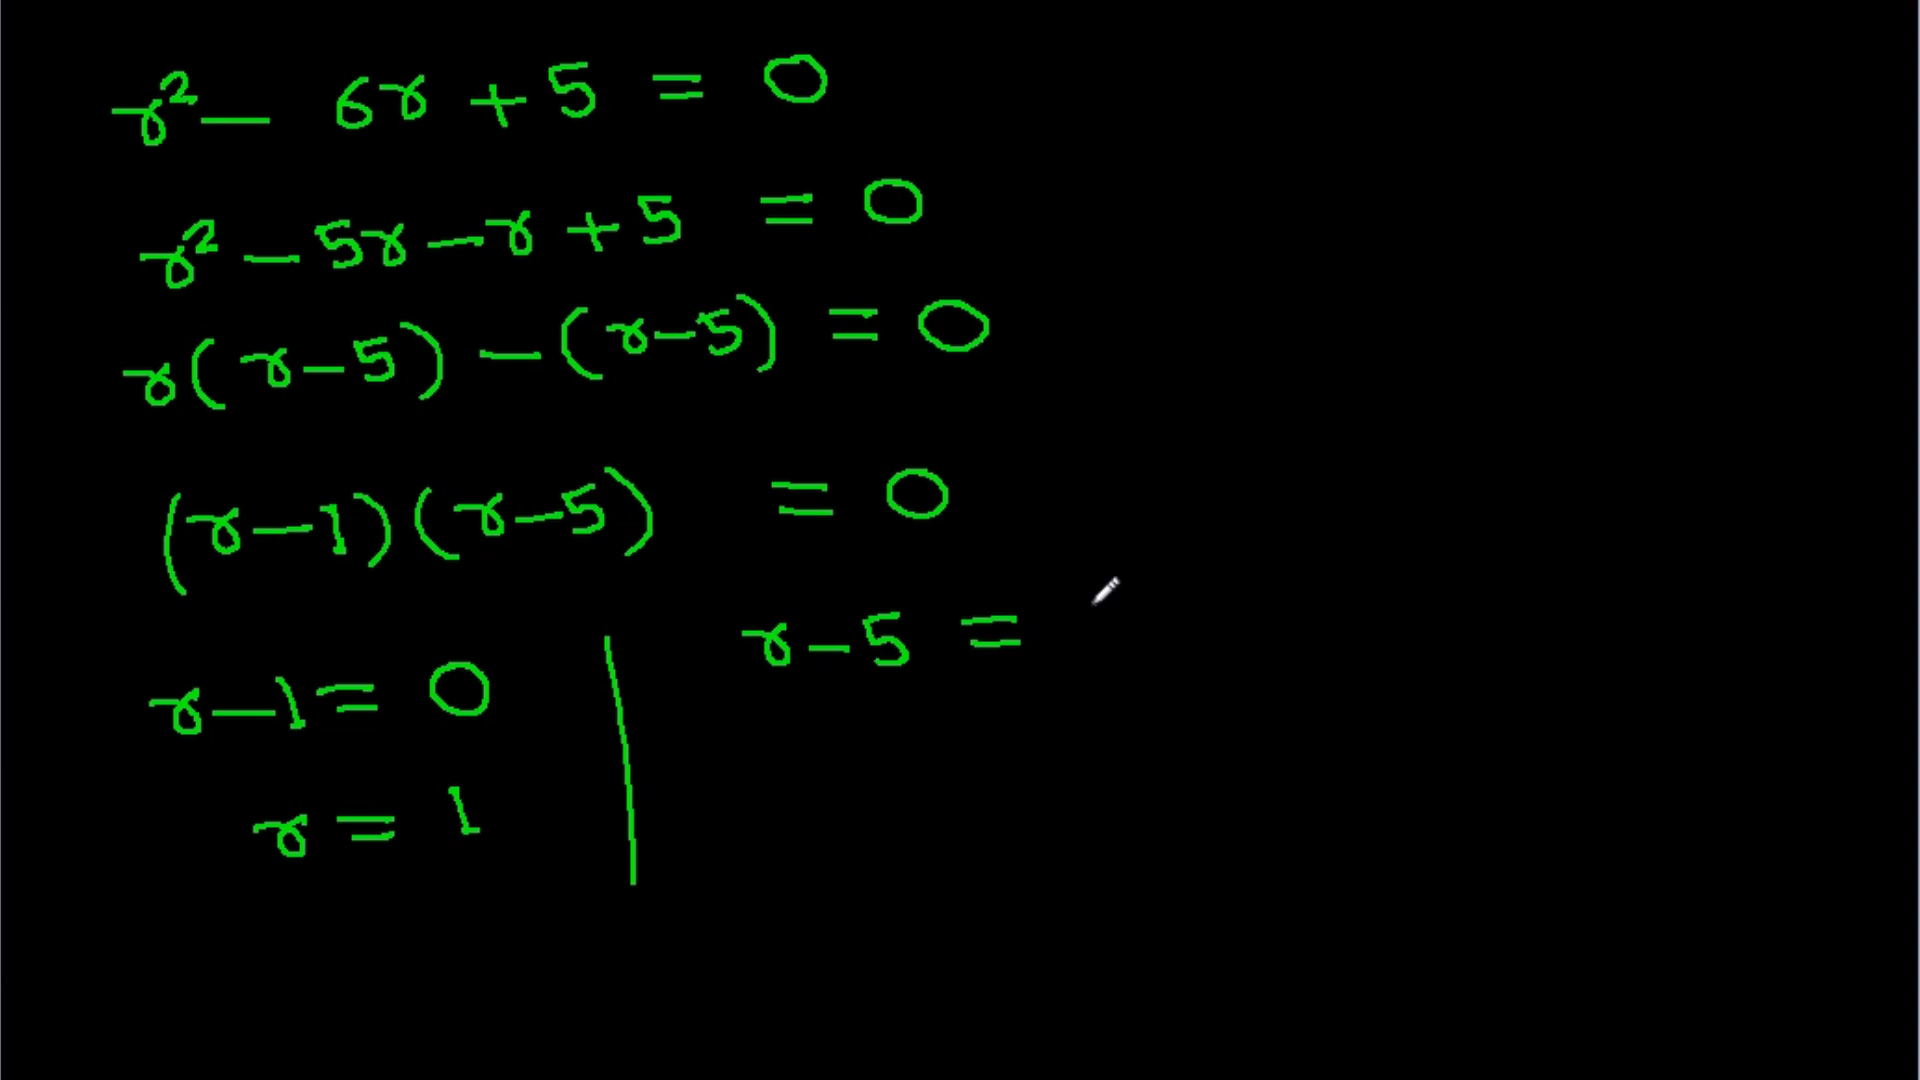 r² - 6r + 5 = 0
r² - 5r - r + 5 = 0
r(r-5) - (r-5) = 0
(r-1)(r-5) = 0
r-1 = 0
r = 1
r-5 =